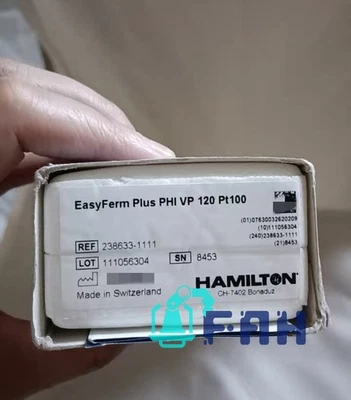 EasyFerm Plus PHI VP 120 Pt100
(01)07630032620209
(10)111056304
(240)238633-1111
(21)8453
REF 238633-1111
LOT 111056304 SN 8453
HAMILTON
Made in Switzerland CH-7402 Bonaduz
FAH